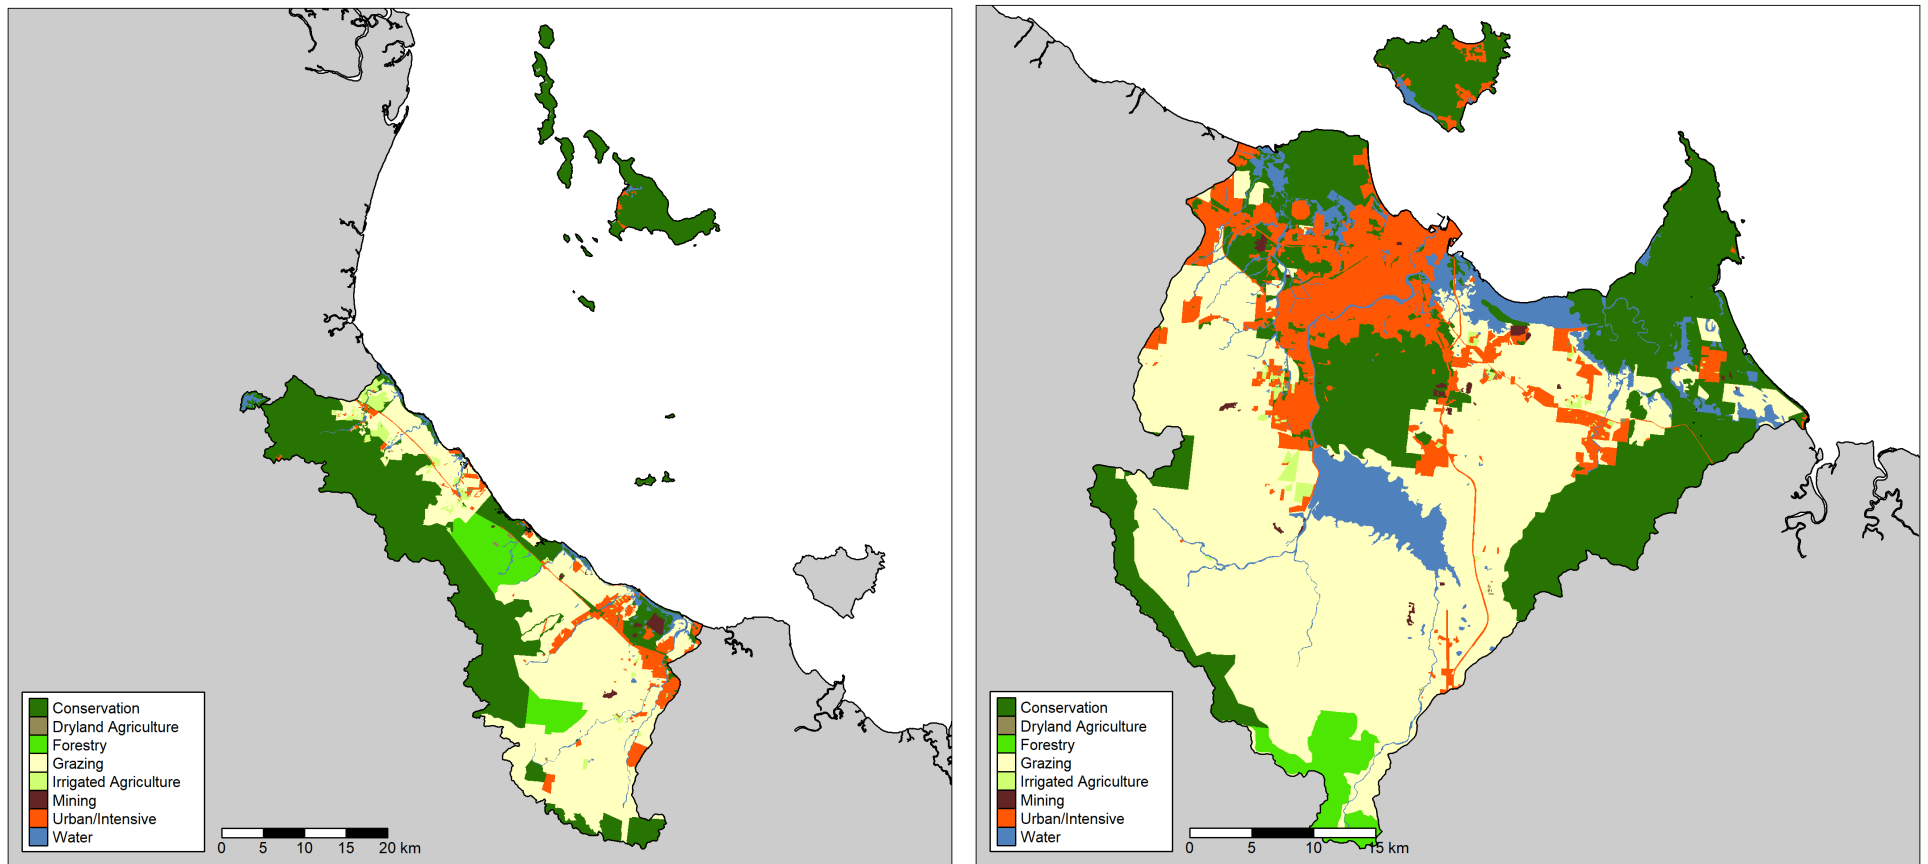 Conservation
Dryland Agriculture
Forestry
Grazing
Irrigated Agriculture
Mining
Urban/Intensive
Water
0 5 10 15 20 km
Conservation
Dryland Agriculture
Forestry
Grazing
Irrigated Agriculture
Mining
Urban/Intensive
Water
0 5 10 15 km